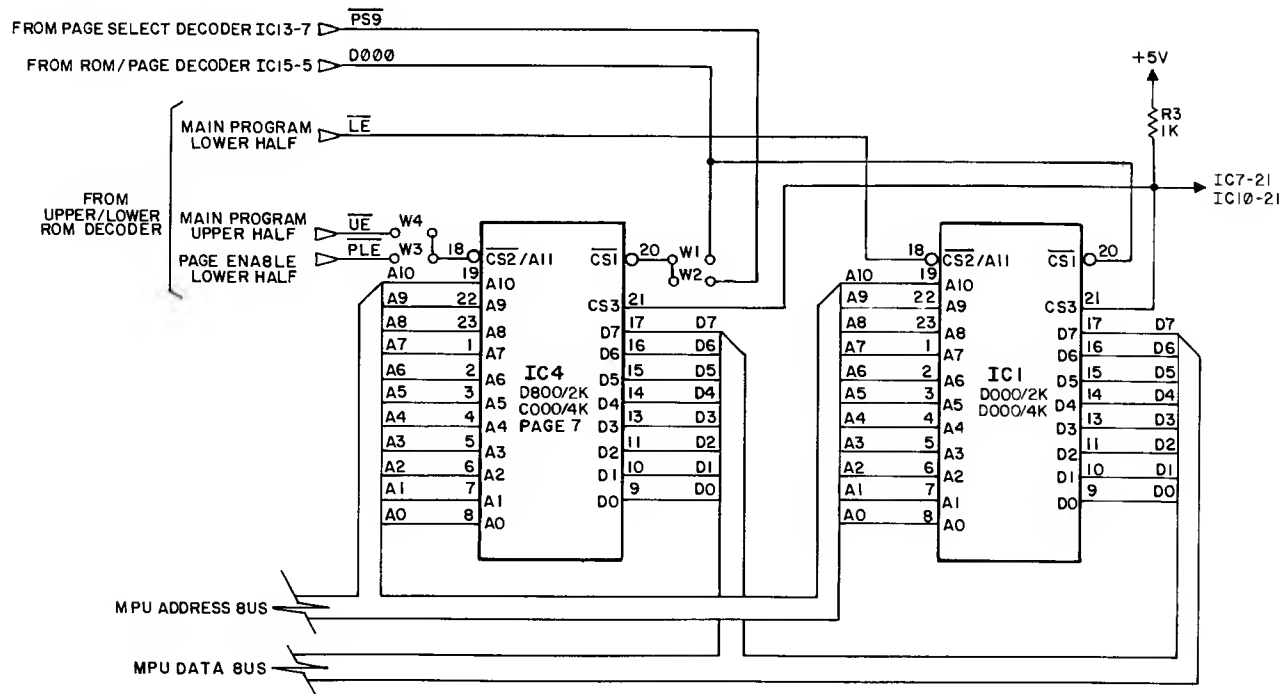 FROM PAGE SELECT DECODER IC13-7 PS9
FROM ROM/PAGE DECODER IC15-5 D000
MAIN PROGRAM
LOWER HALF
LE
FROM
UPPER/LOWER
ROM DECODER
MAIN PROGRAM
UPPER HALF
UE
W4
PAGE ENA8LE
LOWER HALF
PLE
W3
+5V
R3
1K
IC7-21
IC10-21
18 CS2/A11 CS1 20 W1
W2
A10 19 A10
A9 22 A9 CS3 21
A8 23 A8 D7 17 D7
A7 1 A7 D6 16 D6
A6 2 A6 D5 15 D5
A5 3 A5 D4 14 D4
A4 4 A4 D3 13 D3
A3 5 A3 D2 11 D2
A2 6 A2 D1 10 D1
A1 7 A1 D0 9 D0
A0 8 A0
IC4
D800/2K
C000/4K
PAGE 7
18 CS2/A11 CS1 20
A10 19 A10
A9 22 A9 CS3 21
A8 23 A8 D7 17 D7
A7 1 A7 D6 16 D6
A6 2 A6 D5 15 D5
A5 3 A5 D4 14 D4
A4 4 A4 D3 13 D3
A3 5 A3 D2 11 D2
A2 6 A2 D1 10 D1
A1 7 A1 D0 9 D0
A0 8 A0
IC1
D000/2K
D000/4K
MPU ADDRESS 8US
MPU DATA 8US